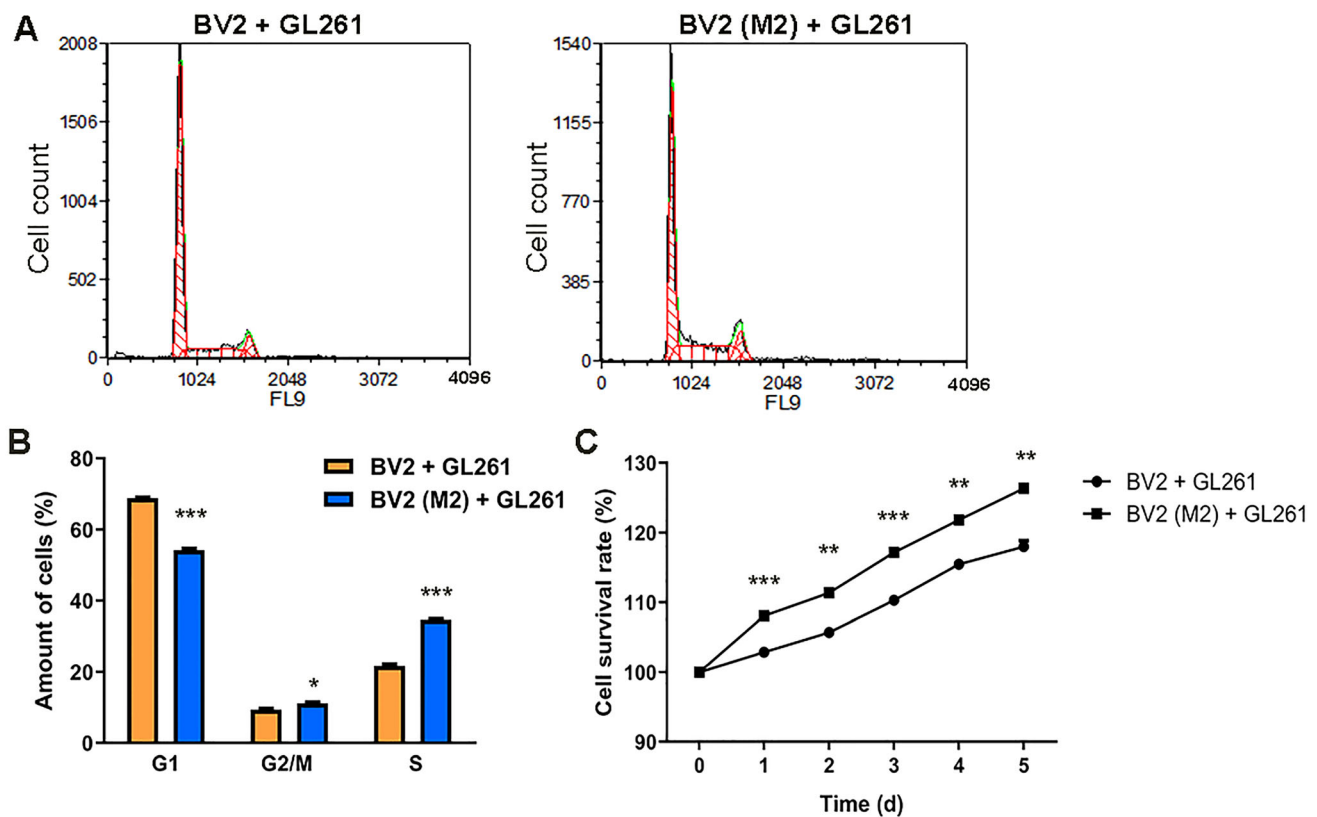 A
BV2 + GL261
BV2 (M2) + GL261
2008
1506
1004
502
0
Cell count
0
1024
2048
3072
4096
FL9
1540
1155
770
385
0
Cell count
0
1024
2048
3072
4096
FL9
B
80
60
40
20
0
Amount of cells (%)
BV2 + GL261
BV2 (M2) + GL261
***
*
***
G1
G2/M
S
C
130
120
110
100
90
Cell survival rate (%)
***
**
***
**
**
BV2 + GL261
BV2 (M2) + GL261
0
1
2
3
4
5
Time (d)